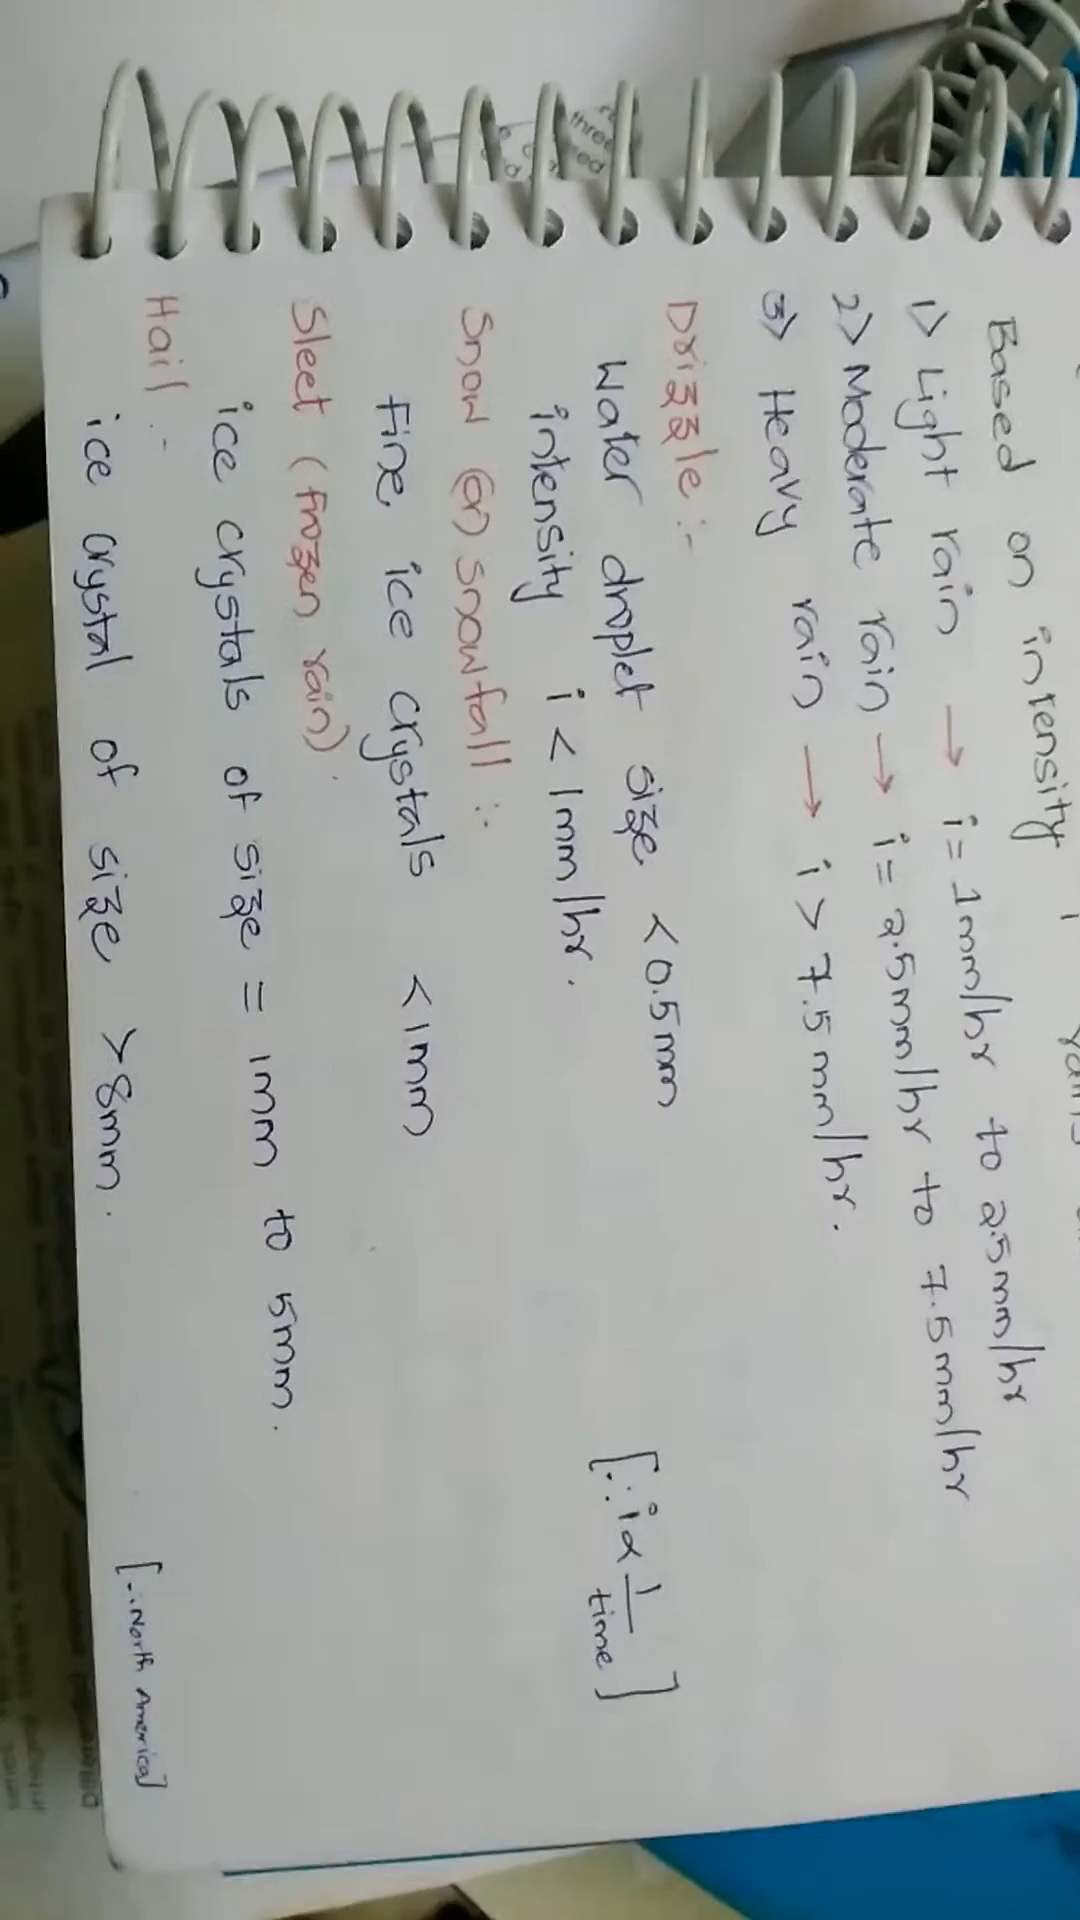 Based on intensity
1) Light rain → i = 1mm/hr to 2.5mm/hr
2) Moderate rain → i = 2.5mm/hr to 7.5mm/hr
3) Heavy rain → i > 7.5mm/hr.
Drizzle :-
Water droplet size < 0.5mm
intensity i < 1mm/hr. [∵ i α 1/time]
Snow (or) snowfall :-
Fine ice crystals < 1mm
Sleet (frozen rain).
ice crystals of size = 1mm to 5mm.
Hail :-
ice crystal of size > 8mm. [∵ North America]